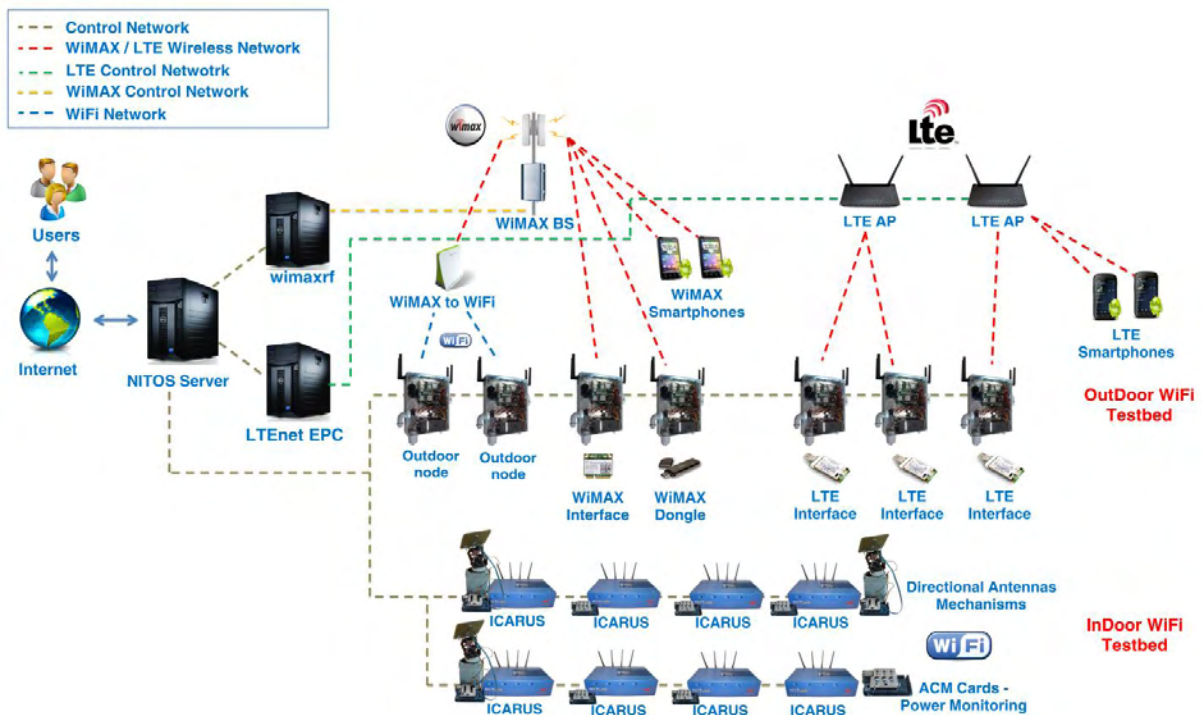 Control Network
WiMAX / LTE Wireless Network
LTE Control Netwotrk
WiMAX Control Network
WiFi Network
wimax
Lte
Users
WiMAX BS
LTE AP
LTE AP
wimaxrf
WiMAX to WiFi
WiMAX
Smartphones
LTE
Smartphones
Internet
NITOS Server
WiFi
LTEnet EPC
OutDoor WiFi
Testbed
Outdoor
node
Outdoor
node
WiMAX
Interface
WiMAX
Dongle
LTE
Interface
LTE
Interface
LTE
Interface
Directional Antennas
Mechanisms
ICARUS
ICARUS
ICARUS
ICARUS
InDoor WiFi
Testbed
WiFi
ACM Cards -
Power Monitoring
ICARUS
ICARUS
ICARUS
ICARUS